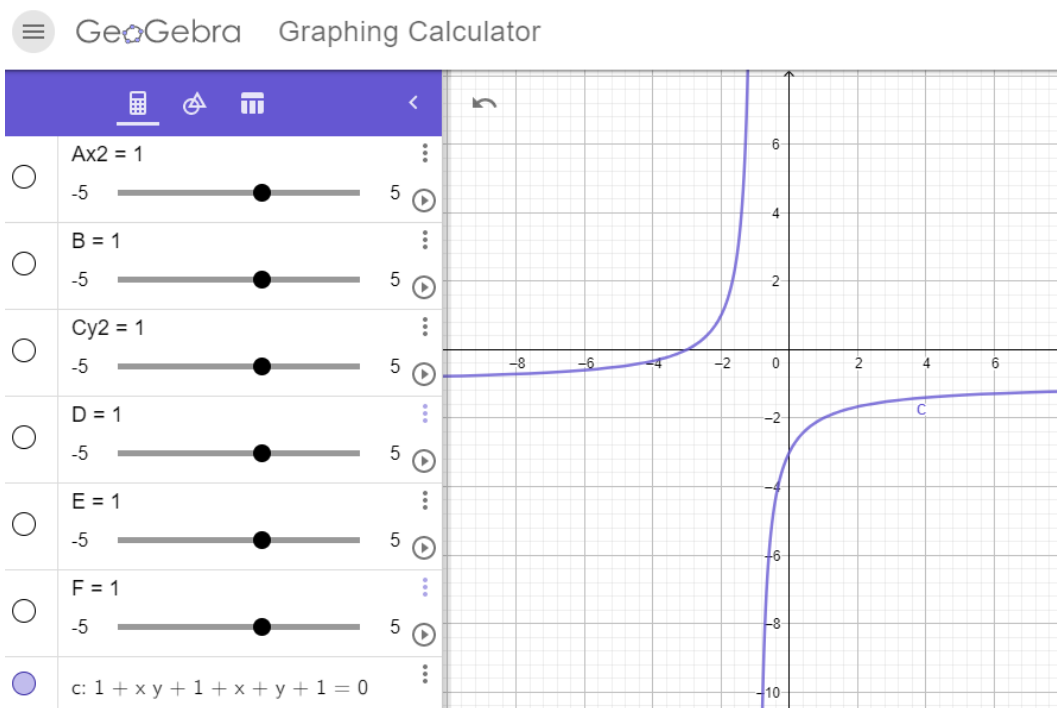 GeoGebra Graphing Calculator
Ax2 = 1
-5 5
B = 1
-5 5
Cy2 = 1
-5 5
D = 1
-5 5
E = 1
-5 5
F = 1
-5 5
c: 1 + x y + 1 + x + y + 1 = 0
6
4
2
–8 –6 –4 –2 0 2 4 6
c
–2
–4
–6
–8
–10